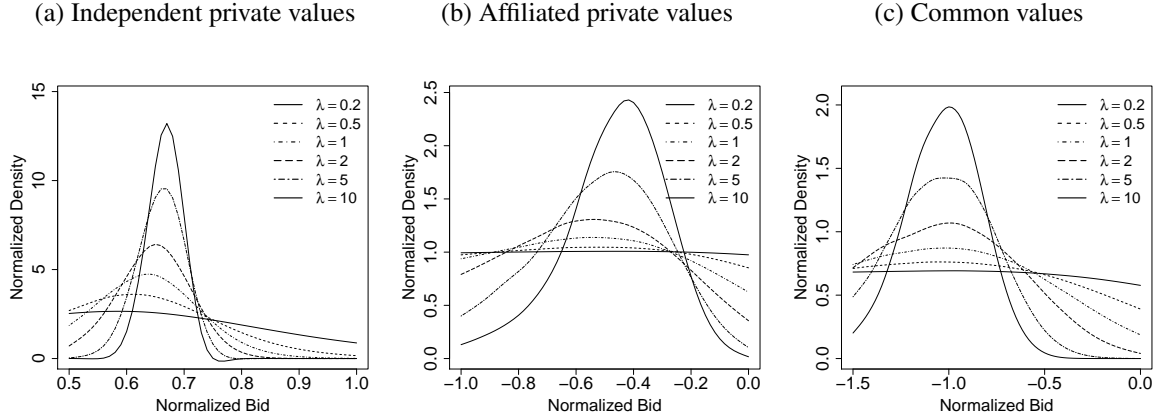 (a) Independent private values
(b) Affiliated private values
(c) Common values
Normalized Density
15
10
5
0
0.5 0.6 0.7 0.8 0.9 1.0
Normalized Bid
λ = 0.2
λ = 0.5
λ = 1
λ = 2
λ = 5
λ = 10
Normalized Density
2.5
2.0
1.5
1.0
0.5
0.0
−1.0 −0.8 −0.6 −0.4 −0.2 0.0
Normalized Bid
λ = 0.2
λ = 0.5
λ = 1
λ = 2
λ = 5
λ = 10
Normalized Density
2.0
1.5
1.0
0.5
0.0
−1.5 −1.0 −0.5 0.0
Normalized Bid
λ = 0.2
λ = 0.5
λ = 1
λ = 2
λ = 5
λ = 10